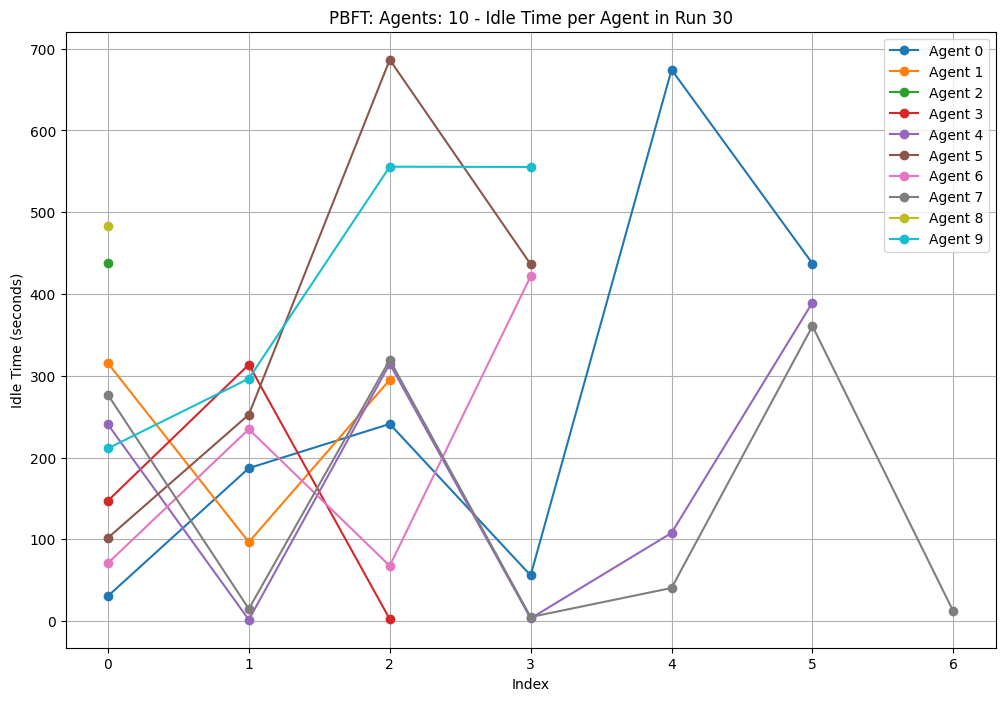 PBFT: Agents: 10 - Idle Time per Agent in Run 30
700
600
500
400
300
200
100
0
Idle Time (seconds)
0 1 2 3 4 5 6
Index
Agent 0
Agent 1
Agent 2
Agent 3
Agent 4
Agent 5
Agent 6
Agent 7
Agent 8
Agent 9